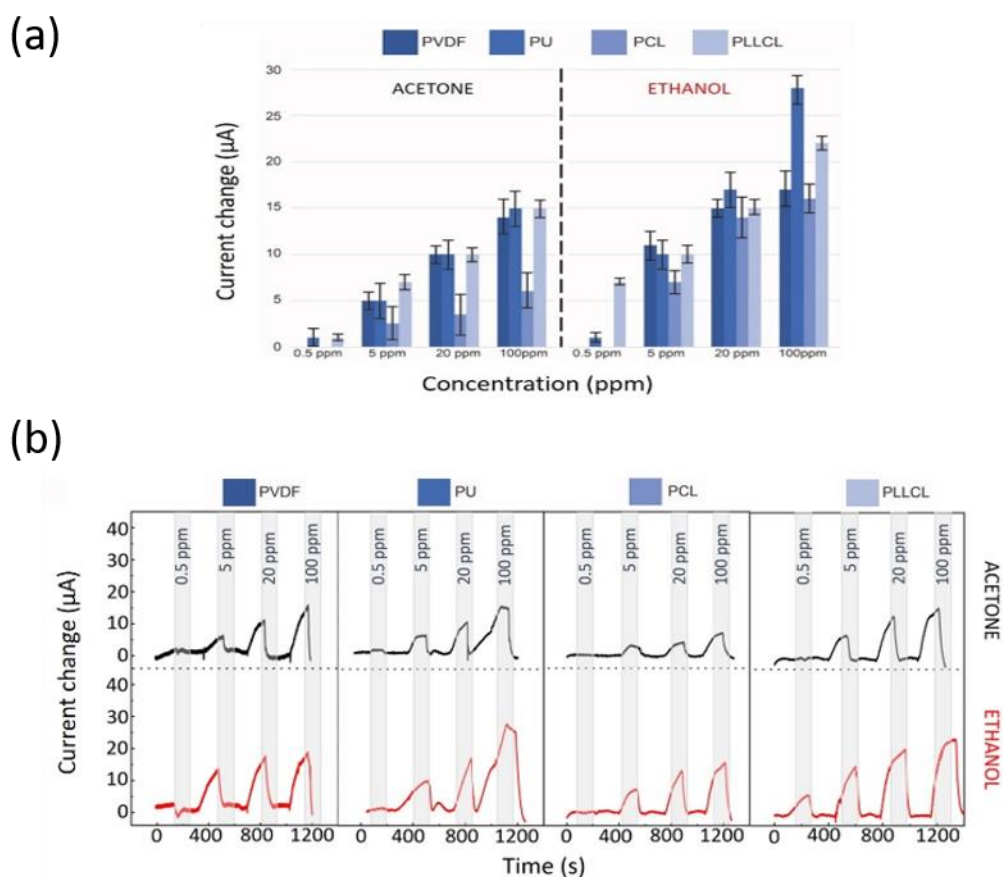 (a)
PVDF PU PCL PLLCL
ACETONE ETHANOL
30
25
20
15
10
5
0
Current change (µA)
0.5 ppm 5 ppm 20 ppm 100ppm 0.5 ppm 5 ppm 20 ppm 100ppm
Concentration (ppm)
(b)
PVDF PU PCL PLLCL
0.5 ppm 5 ppm 20 ppm 100 ppm 0.5 ppm 5 ppm 20 ppm 100 ppm 0.5 ppm 5 ppm 20 ppm 100 ppm 0.5 ppm 5 ppm 20 ppm 100 ppm
40
30
20
10
0
ACETONE
40
30
20
10
0
ETHANOL
Current change (µA)
0 400 800 1200 0 400 800 1200 0 400 800 1200 0 400 800 1200
Time (s)